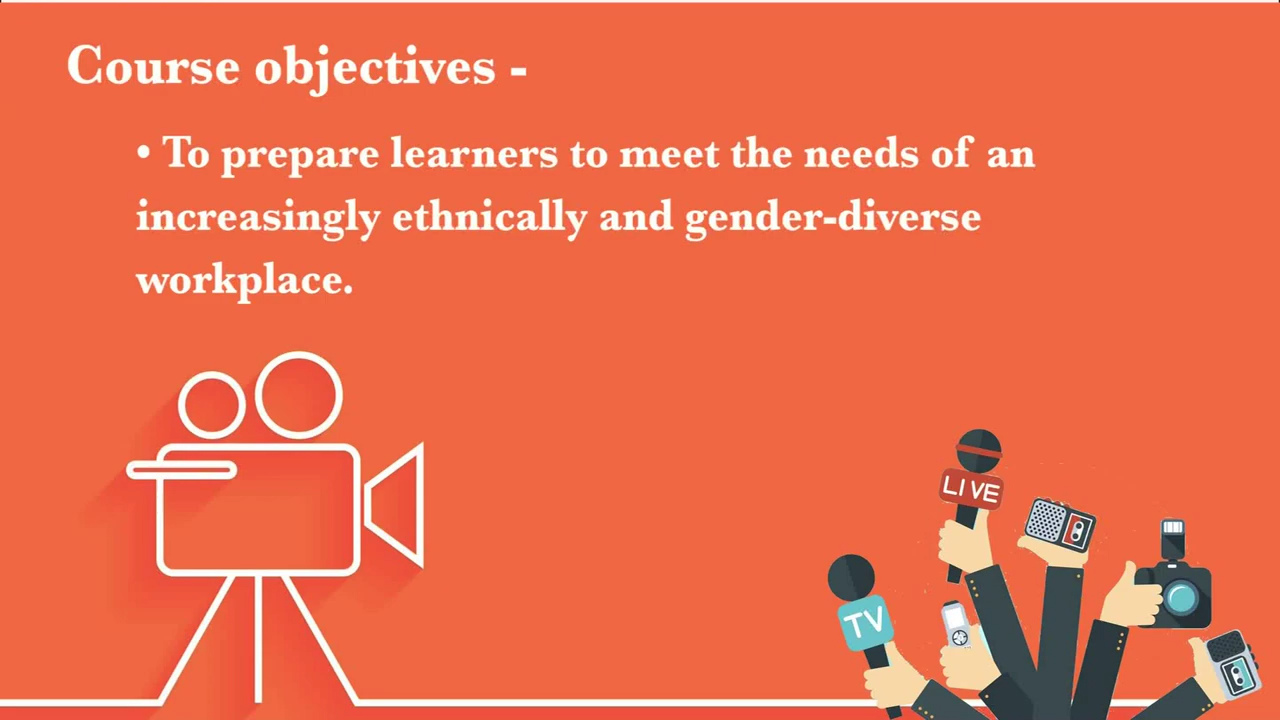 Course objectives -
• To prepare learners to meet the needs of an
increasingly ethnically and gender-diverse
workplace.
LIVE
TV